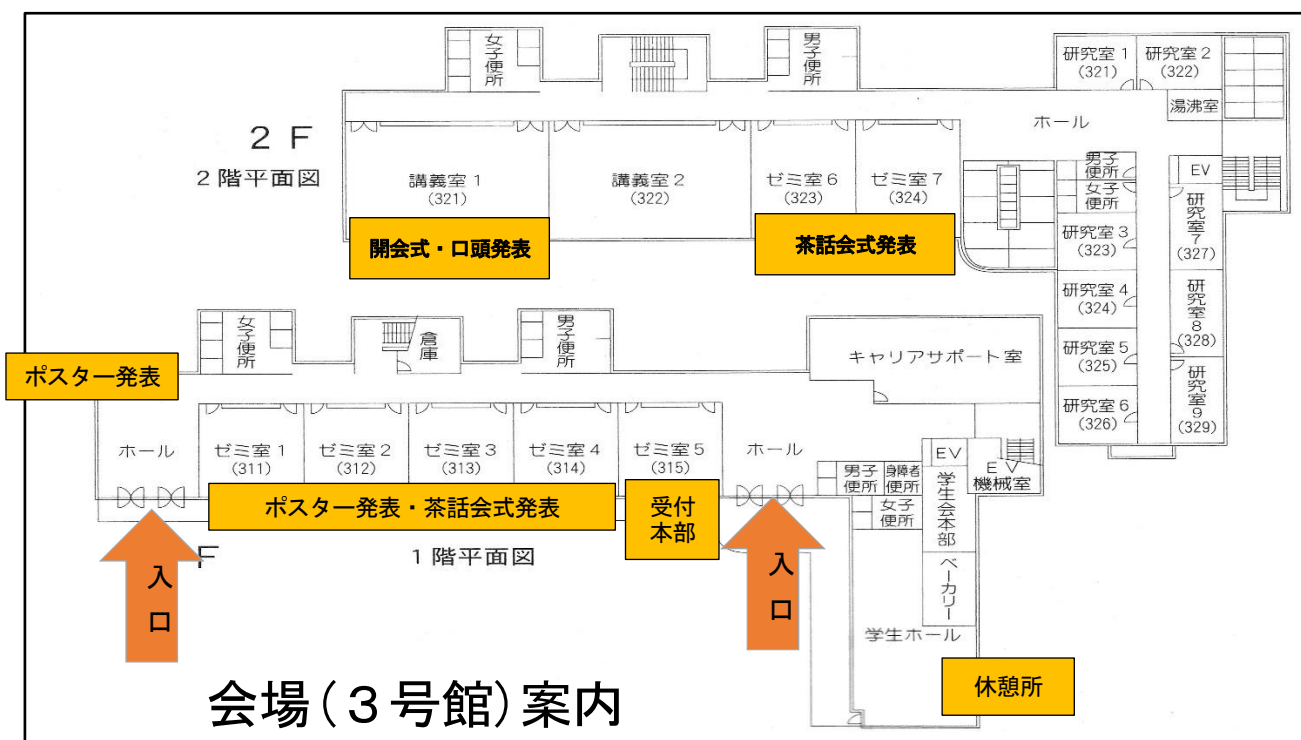 女子便所
男子便所
研究室1
(321)
研究室2
(322)
湯沸室
ホール
2 F
2階平面図
講義室1
(321)
講義室2
(322)
ゼミ室6
(323)
ゼミ室7
(324)
男子
便所
女子
便所
EV
開会式・口頭発表
茶話会式発表
研究室3
(323)
研究室7
(327)
研究室4
(324)
研究室8
(328)
研究室5
(325)
研究室6
(326)
研究室9
(329)
女子便所
倉庫
男子便所
キャリアサポート室
ポスター発表
ホール
ゼミ室1
(311)
ゼミ室2
(312)
ゼミ室3
(313)
ゼミ室4
(314)
ゼミ室5
(315)
ホール
男子
便所
身障者
便所
女子
便所
EV
EV
機械室
学生会本部
ポスター発表・茶話会式発表
受付
本部
F
1階平面図
入口
入口
ベーカリー
学生ホール
休憩所
会場(3号館)案内